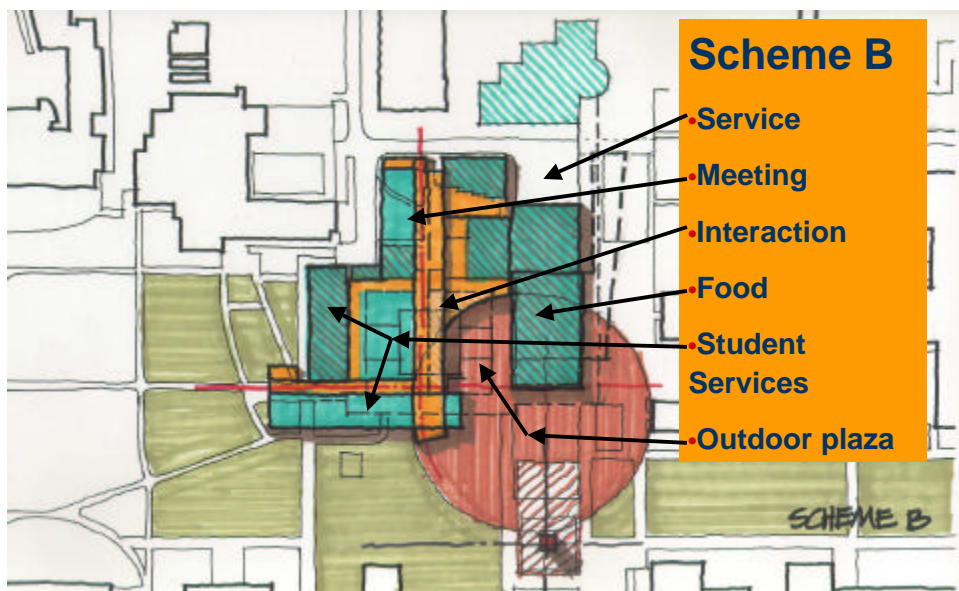 Scheme B
•Service
•Meeting
•Interaction
•Food
•Student
Services
•Outdoor plaza
SCHEME B